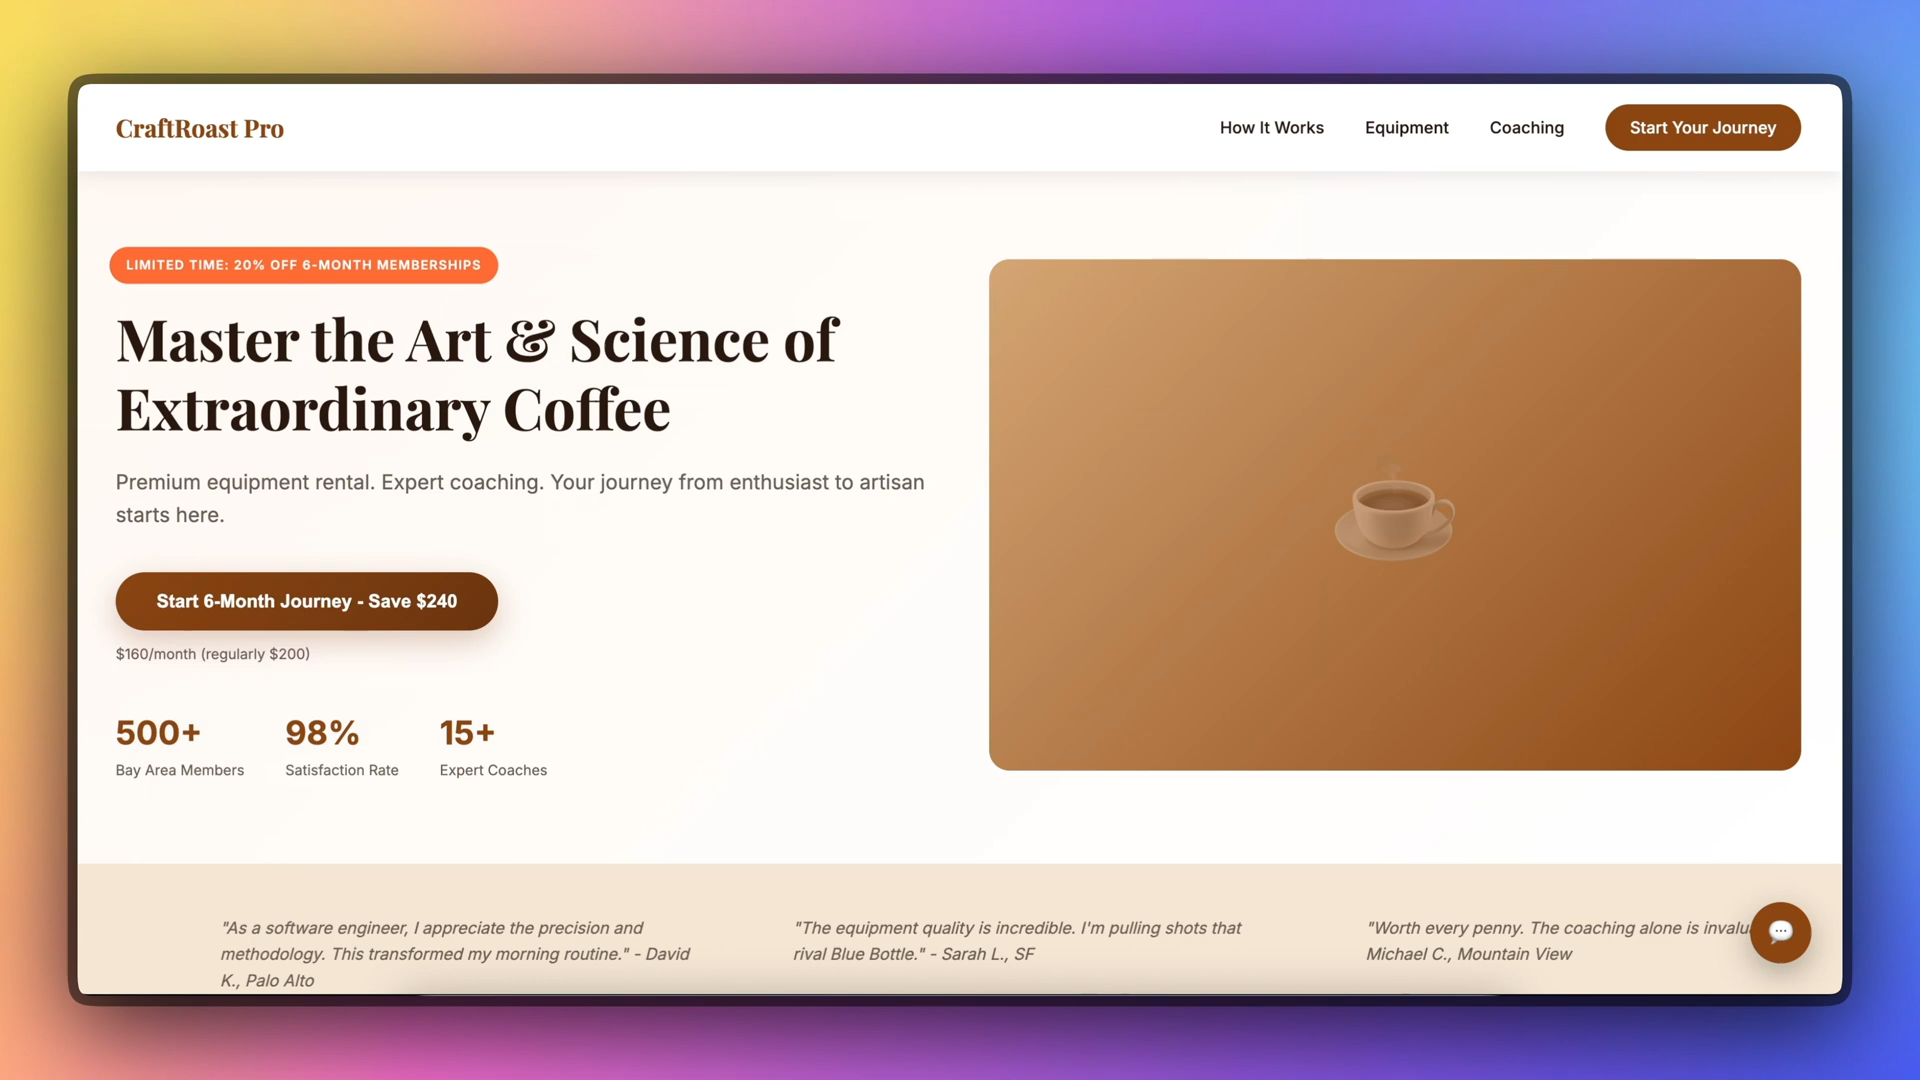 CraftRoast Pro
How It Works
Equipment
Coaching
Start Your Journey
LIMITED TIME: 20% OFF 6-MONTH MEMBERSHIPS
Master the Art & Science of
Extraordinary Coffee
Premium equipment rental. Expert coaching. Your journey from enthusiast to artisan
starts here.
Start 6-Month Journey - Save $240
$160/month (regularly $200)
500+
Bay Area Members
98%
Satisfaction Rate
15+
Expert Coaches
"As a software engineer, I appreciate the precision and
methodology. This transformed my morning routine." - David
K., Palo Alto
"The equipment quality is incredible. I'm pulling shots that
rival Blue Bottle." - Sarah L., SF
"Worth every penny. The coaching alone is
Michael C., Mountain View